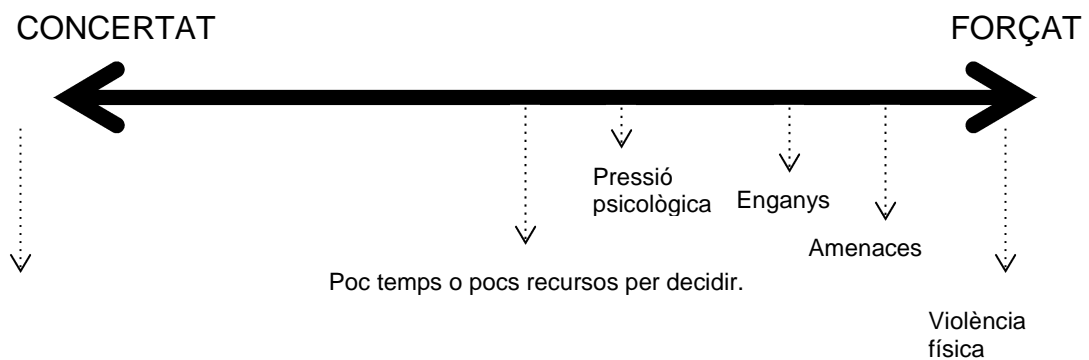 CONCERTAT
FORÇAT
Pressió
psicològica
Enganys
Amenaces
Poc temps o pocs recursos per decidir.
Violència
física